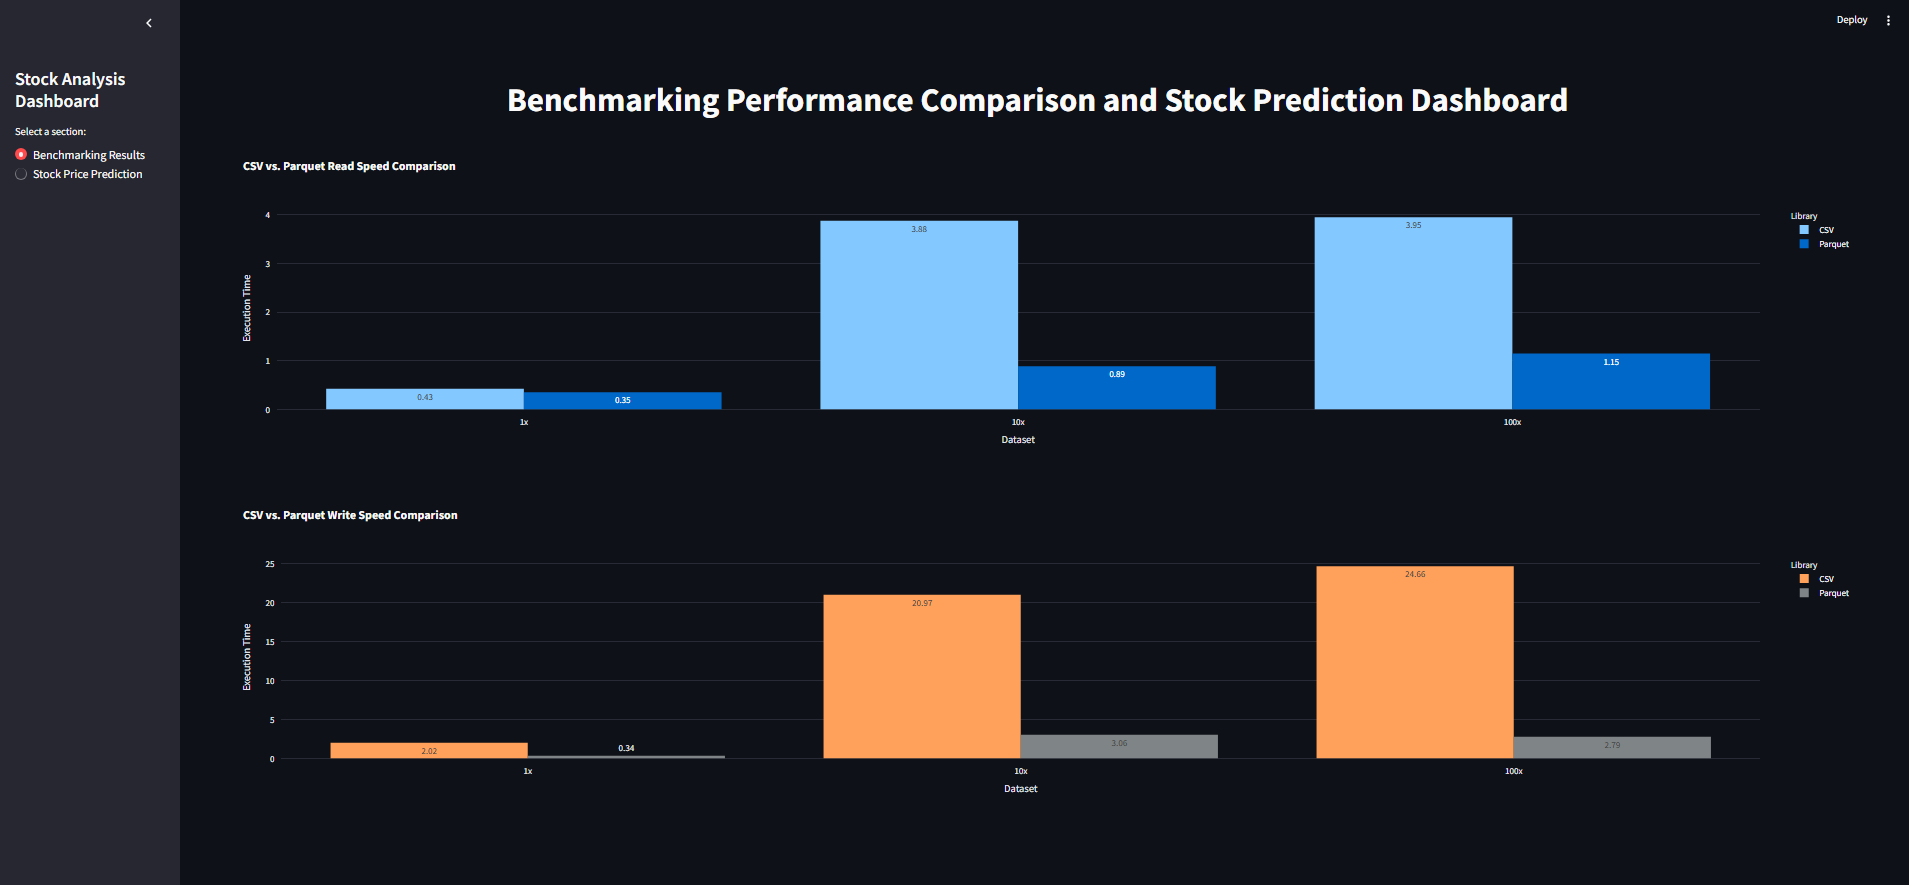 Deploy
Stock Analysis
Dashboard
Select a section:
Benchmarking Results
Stock Price Prediction
Benchmarking Performance Comparison and Stock Prediction Dashboard
CSV vs. Parquet Read Speed Comparison
Library
CSV
Parquet
Execution Time
4
3
2
1
0
0.43
0.35
3.88
0.89
3.95
1.15
1x
10x
100x
Dataset
CSV vs. Parquet Write Speed Comparison
Library
CSV
Parquet
Execution Time
25
20
15
10
5
0
2.02
0.34
20.97
3.06
24.66
2.79
1x
10x
100x
Dataset